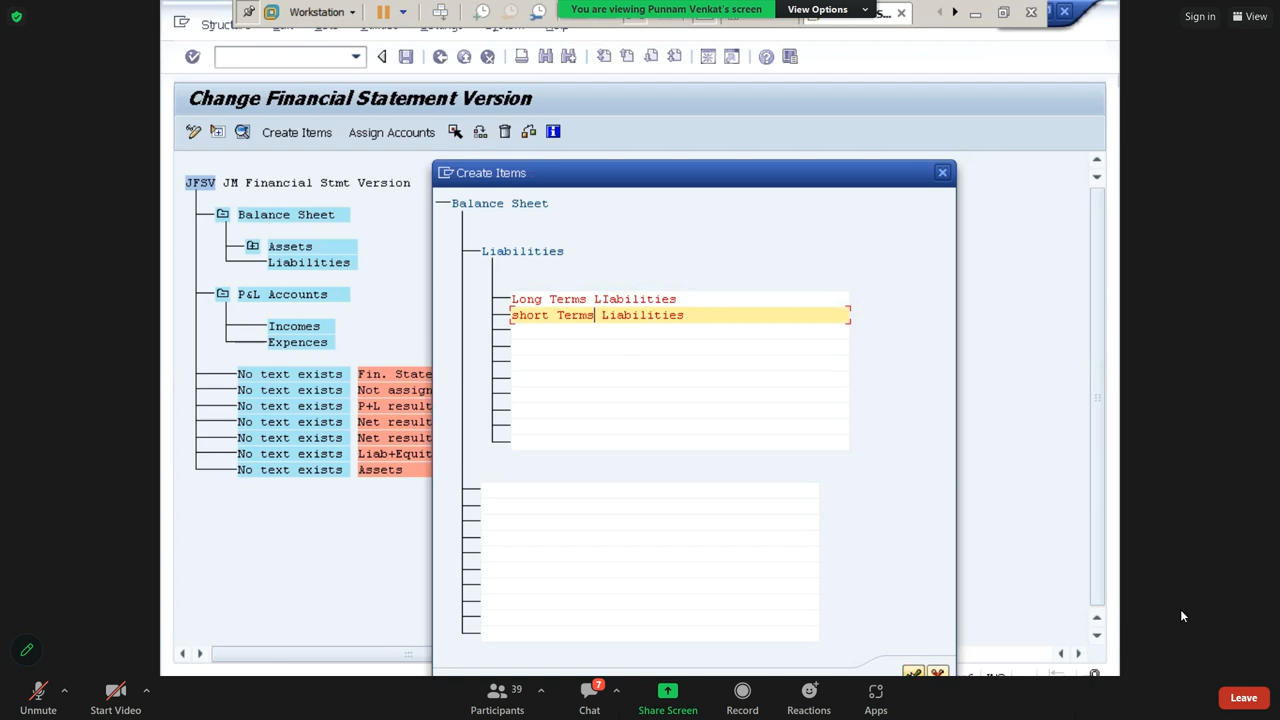 Workstation
You are viewing Punnam Venkat's screen
View Options
Sign in
View
Change Financial Statement Version
Create Items
Assign Accounts
JFSV JM Financial Stmt Version
Balance Sheet
Assets
Liabilities
P&L Accounts
Incomes
Expences
No text exists Fin. State
No text exists Not assign
No text exists P+L result
No text exists Net result
No text exists Net result
No text exists Liab+Equit
No text exists Assets
Create Items
Balance Sheet
Liabilities
Long Terms LIabilities
short Terms Liabilities
Unmute
Start Video
39
Participants
7
Chat
Share Screen
Record
Reactions
Apps
Leave